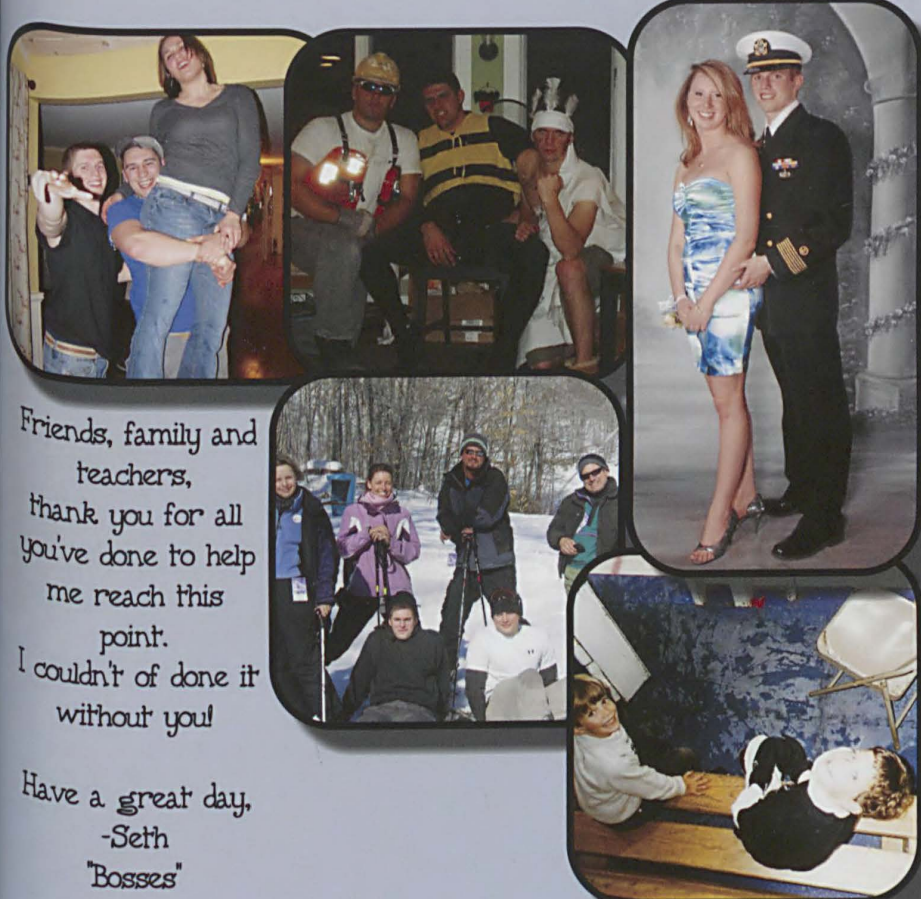 Friends, family and
teachers,
thank you for all
you've done to help
me reach this
point.
I couldn't of done it
without you!
Have a great day,
-Seth
"Bosses"